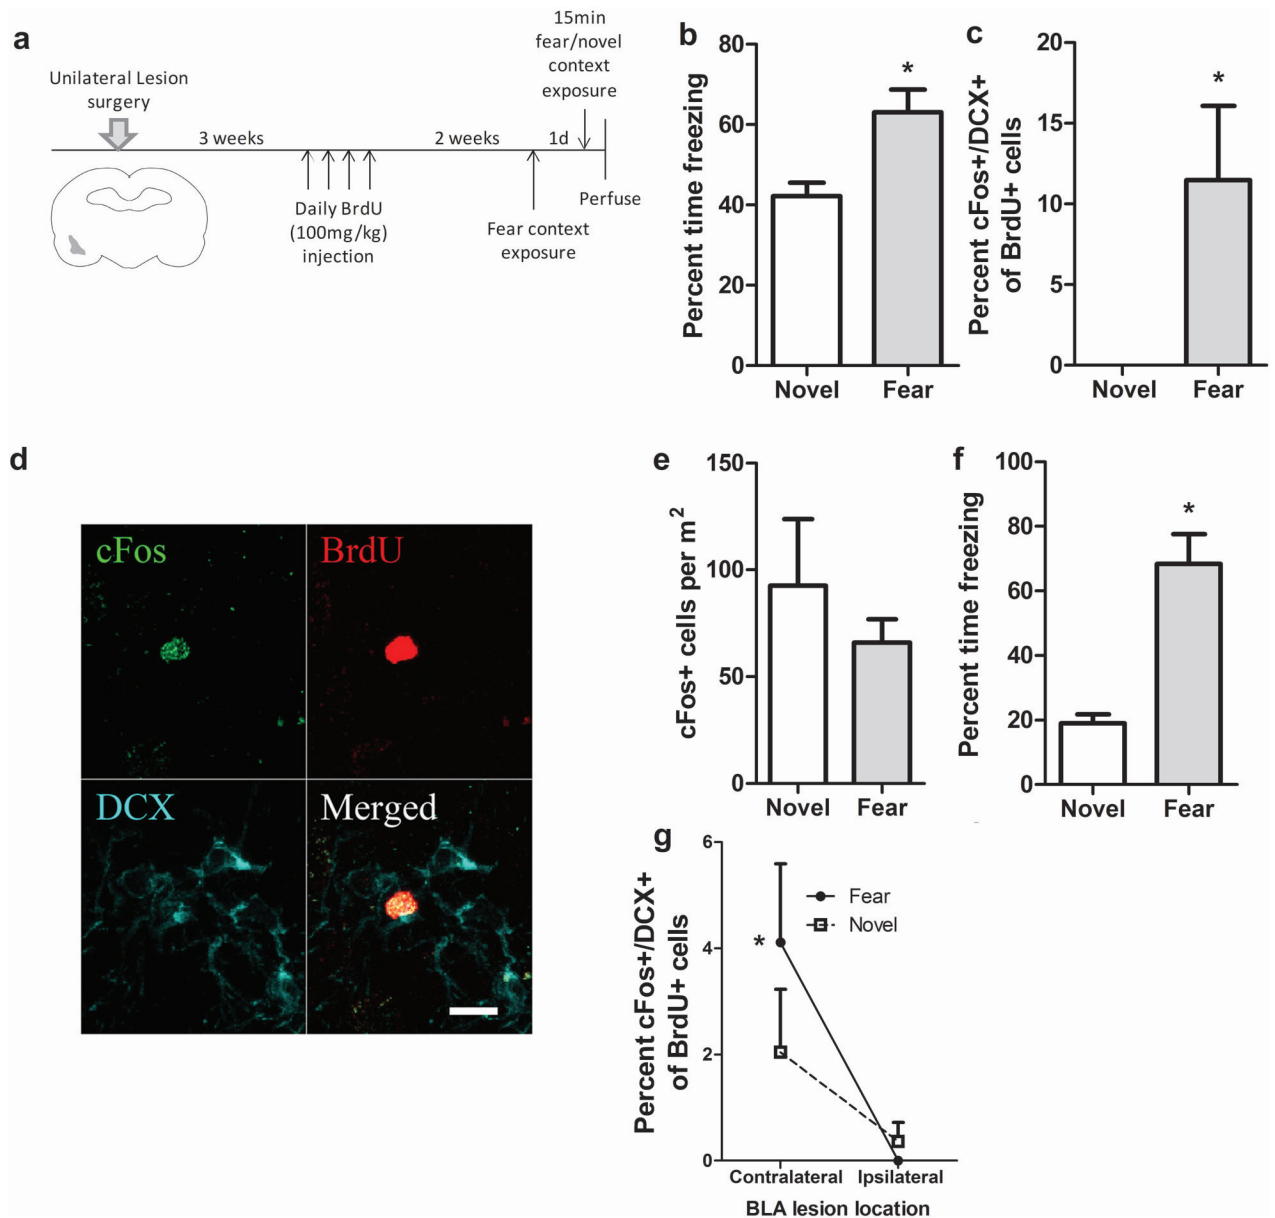 a
Unilateral Lesion
surgery
3 weeks
Daily BrdU
(100mg/kg)
injection
2 weeks
Fear context
exposure
1d
15min
fear/novel
context
exposure
Perfuse
b
Percent time freezing
80
60
40
20
0
Novel
Fear
*
c
Percent cFos+/DCX+
of BrdU+ cells
20
15
10
5
0
Novel
Fear
*
d
cFos
BrdU
DCX
Merged
e
cFos+ cells per m²
150
100
50
0
Novel
Fear
f
Percent time freezing
100
80
60
40
20
0
Novel
Fear
*
g
Percent cFos+/DCX+
of BrdU+ cells
6
4
2
0
*
Fear
Novel
Contralateral
Ipsilateral
BLA lesion location